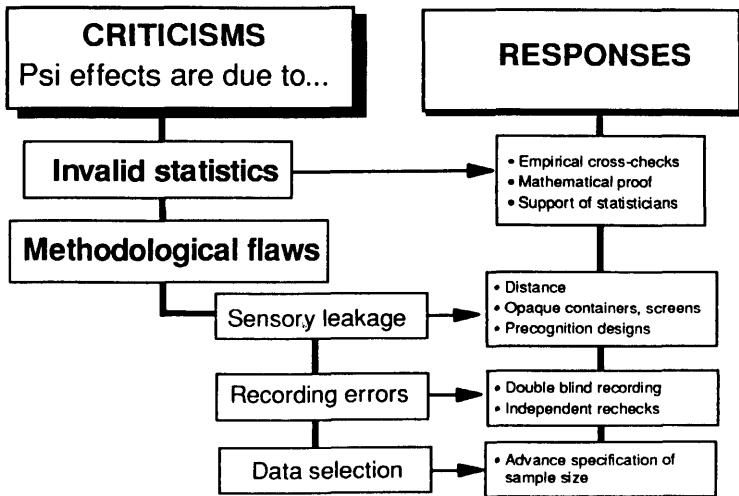 CRITICISMS
Psi effects are due to...
RESPONSES
Invalid statistics
• Empirical cross-checks
• Mathematical proof
• Support of statisticians
Methodological flaws
Sensory leakage
• Distance
• Opaque containers, screens
• Precognition designs
Recording errors
• Double blind recording
• Independent rechecks
Data selection
• Advance specification of
sample size